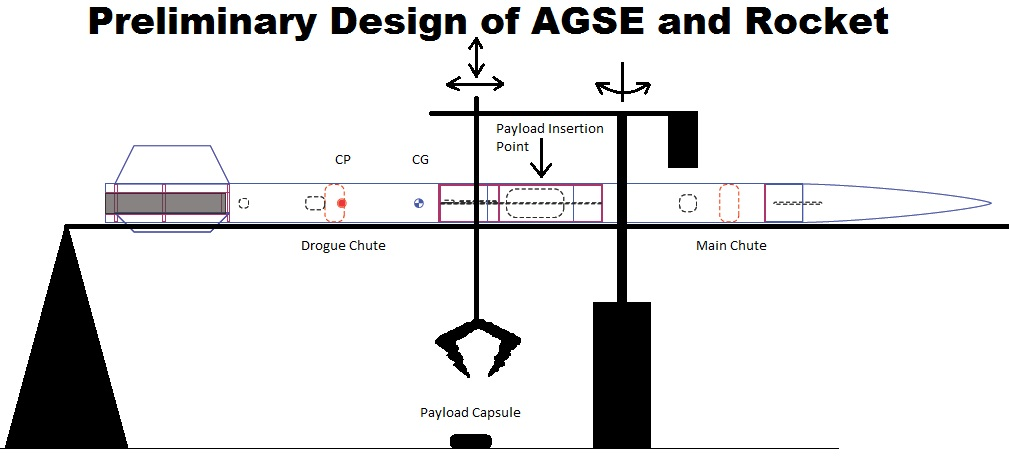 Preliminary Design of AGSE and Rocket
Payload Insertion
Point
CP
CG
Drogue Chute
Main Chute
Payload Capsule